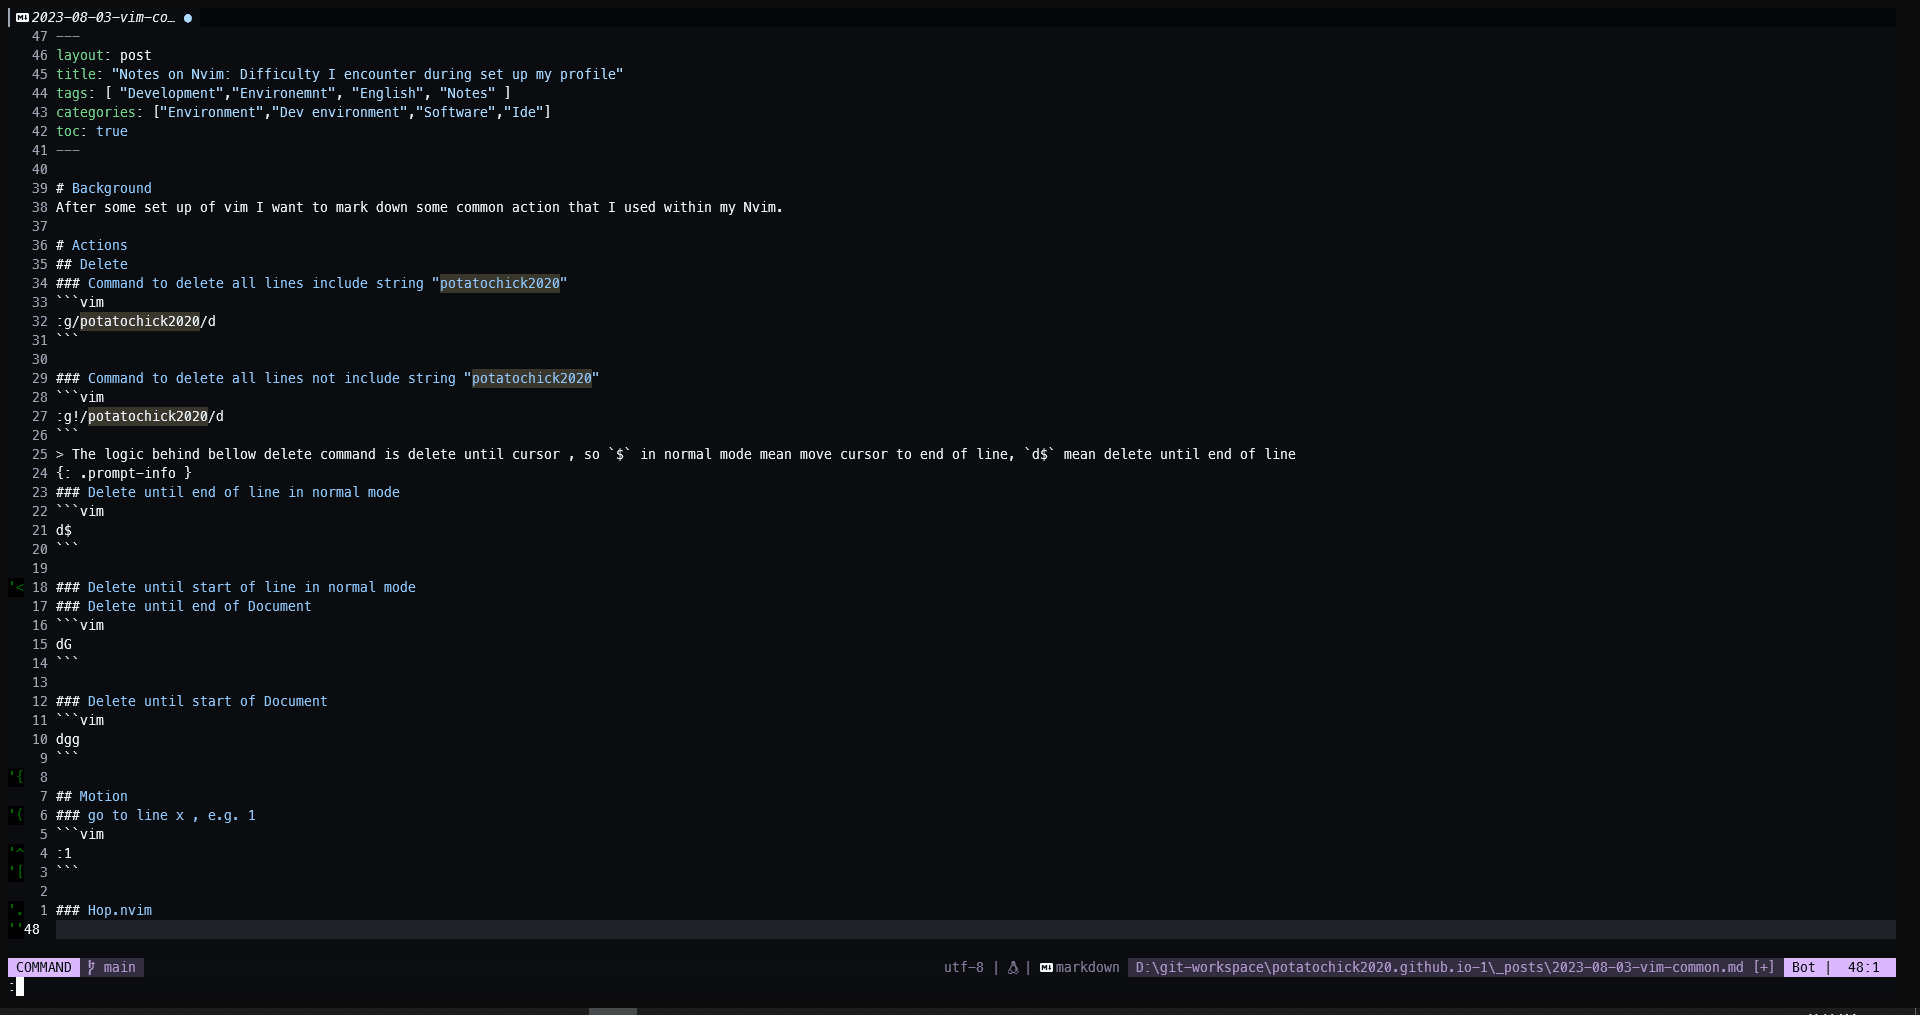 2023-08-03-vim-co… ●
47 ---
46 layout: post
45 title: "Notes on Nvim: Difficulty I encounter during set up my profile"
44 tags: [ "Development","Environemnt", "English", "Notes" ]
43 categories: ["Environment","Dev environment","Software","Ide"]
42 toc: true
41 ---
40
39 # Background
38 After some set up of vim I want to mark down some common action that I used within my Nvim.
37
36 # Actions
35 ## Delete
34 ### Command to delete all lines include string "potatochick2020"
33 ```vim
32 :g/potatochick2020/d
31 ```
30
29 ### Command to delete all lines not include string "potatochick2020"
28 ```vim
27 :g!/potatochick2020/d
26 ```
25 > The logic behind bellow delete command is delete until cursor , so `$` in normal mode mean move cursor to end of line, `d$` mean delete until end of line
24 {: .prompt-info }
23 ### Delete until end of line in normal mode
22 ```vim
21 d$
20 ```
19
'< 18 ### Delete until start of line in normal mode
17 ### Delete until end of Document
16 ```vim
15 dG
14 ```
13
12 ### Delete until start of Document
11 ```vim
10 dgg
9 ```
'{ 8
7 ## Motion
'( 6 ### go to line x , e.g. 1
5 ```vim
'^ 4 :1
'[ 3 ```
2
'. 1 ### Hop.nvim
'' 48
COMMAND main utf-8 | | markdown D:\git-workspace\potatochick2020.github.io-1\_posts\2023-08-03-vim-common.md [+] Bot | 48:1
: